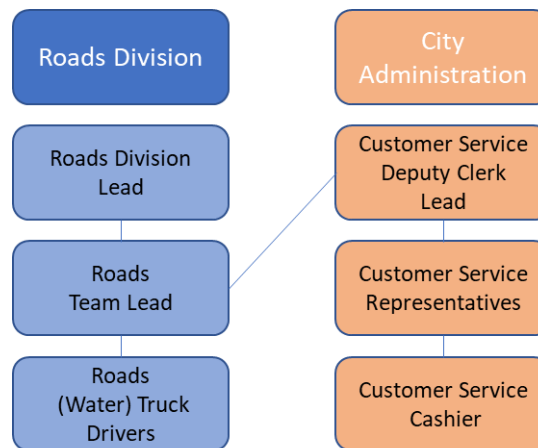 Roads Division
City
Administration
Roads Division
Lead
Customer Service
Deputy Clerk
Lead
Roads
Team Lead
Customer Service
Representatives
Roads
(Water) Truck
Drivers
Customer Service
Cashier